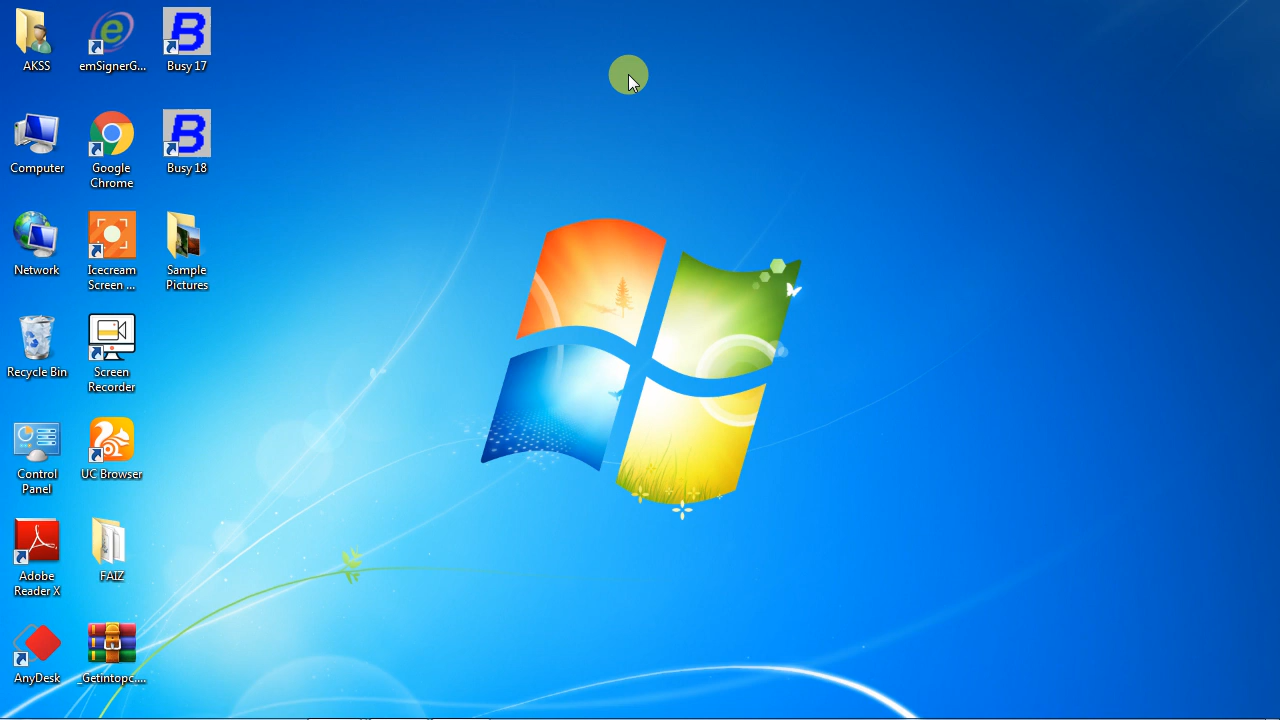 AKSS
emSignerG...
Busy 17
Computer
Google
Chrome
Busy 18
Network
Icecream
Screen ...
Sample
Pictures
Recycle Bin
Screen
Recorder
Control
Panel
UC Browser
Adobe
Reader X
FAIZ
AnyDesk
_Getintopc....